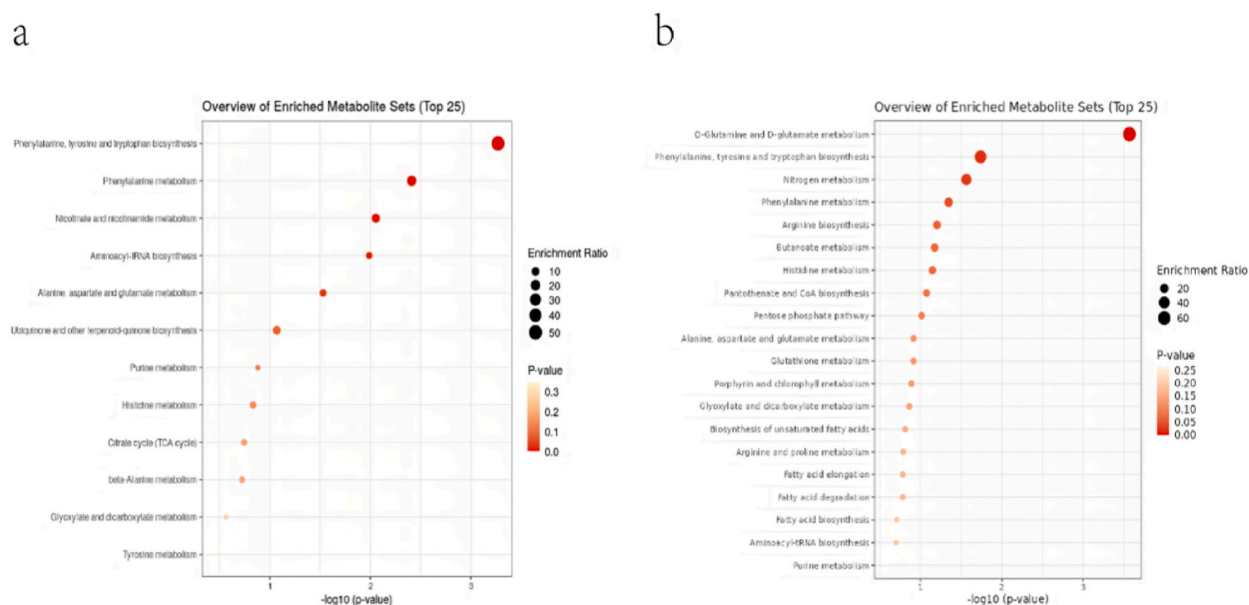 a
Overview of Enriched Metabolite Sets (Top 25)
Phenylalanine, tyrosine and tryptophan biosynthesis
Phenylalanine metabolism
Nicotinate and nicotinamide metabolism
Aminoacyl-tRNA biosynthesis
Alanine, aspartate and glutamate metabolism
Ubiquinone and other terpenoid-quinone biosynthesis
Purine metabolism
Histidine metabolism
Citrate cycle (TCA cycle)
beta-Alanine metabolism
Glyoxylate and dicarboxylate metabolism
Tyrosine metabolism
1 2 3
-log10 (p-value)
Enrichment Ratio
10
20
30
40
50
P-value
0.3
0.2
0.1
0.0
b
Overview of Enriched Metabolite Sets (Top 25)
D-Glutamine and D-glutamate metabolism
Phenylalanine, tyrosine and tryptophan biosynthesis
Nitrogen metabolism
Phenylalanine metabolism
Arginine biosynthesis
Butanoate metabolism
Histidine metabolism
Pantothenate and CoA biosynthesis
Pentose phosphate pathway
Alanine, aspartate and glutamate metabolism
Glutathione metabolism
Porphyrin and chlorophyll metabolism
Glyoxylate and dicarboxylate metabolism
Biosynthesis of unsaturated fatty acids
Arginine and proline metabolism
Fatty acid elongation
Fatty acid degradation
Fatty acid biosynthesis
Aminoacyl-tRNA biosynthesis
Purine metabolism
1 2 3
-log10 (p-value)
Enrichment Ratio
20
40
60
P-value
0.25
0.20
0.15
0.10
0.05
0.00